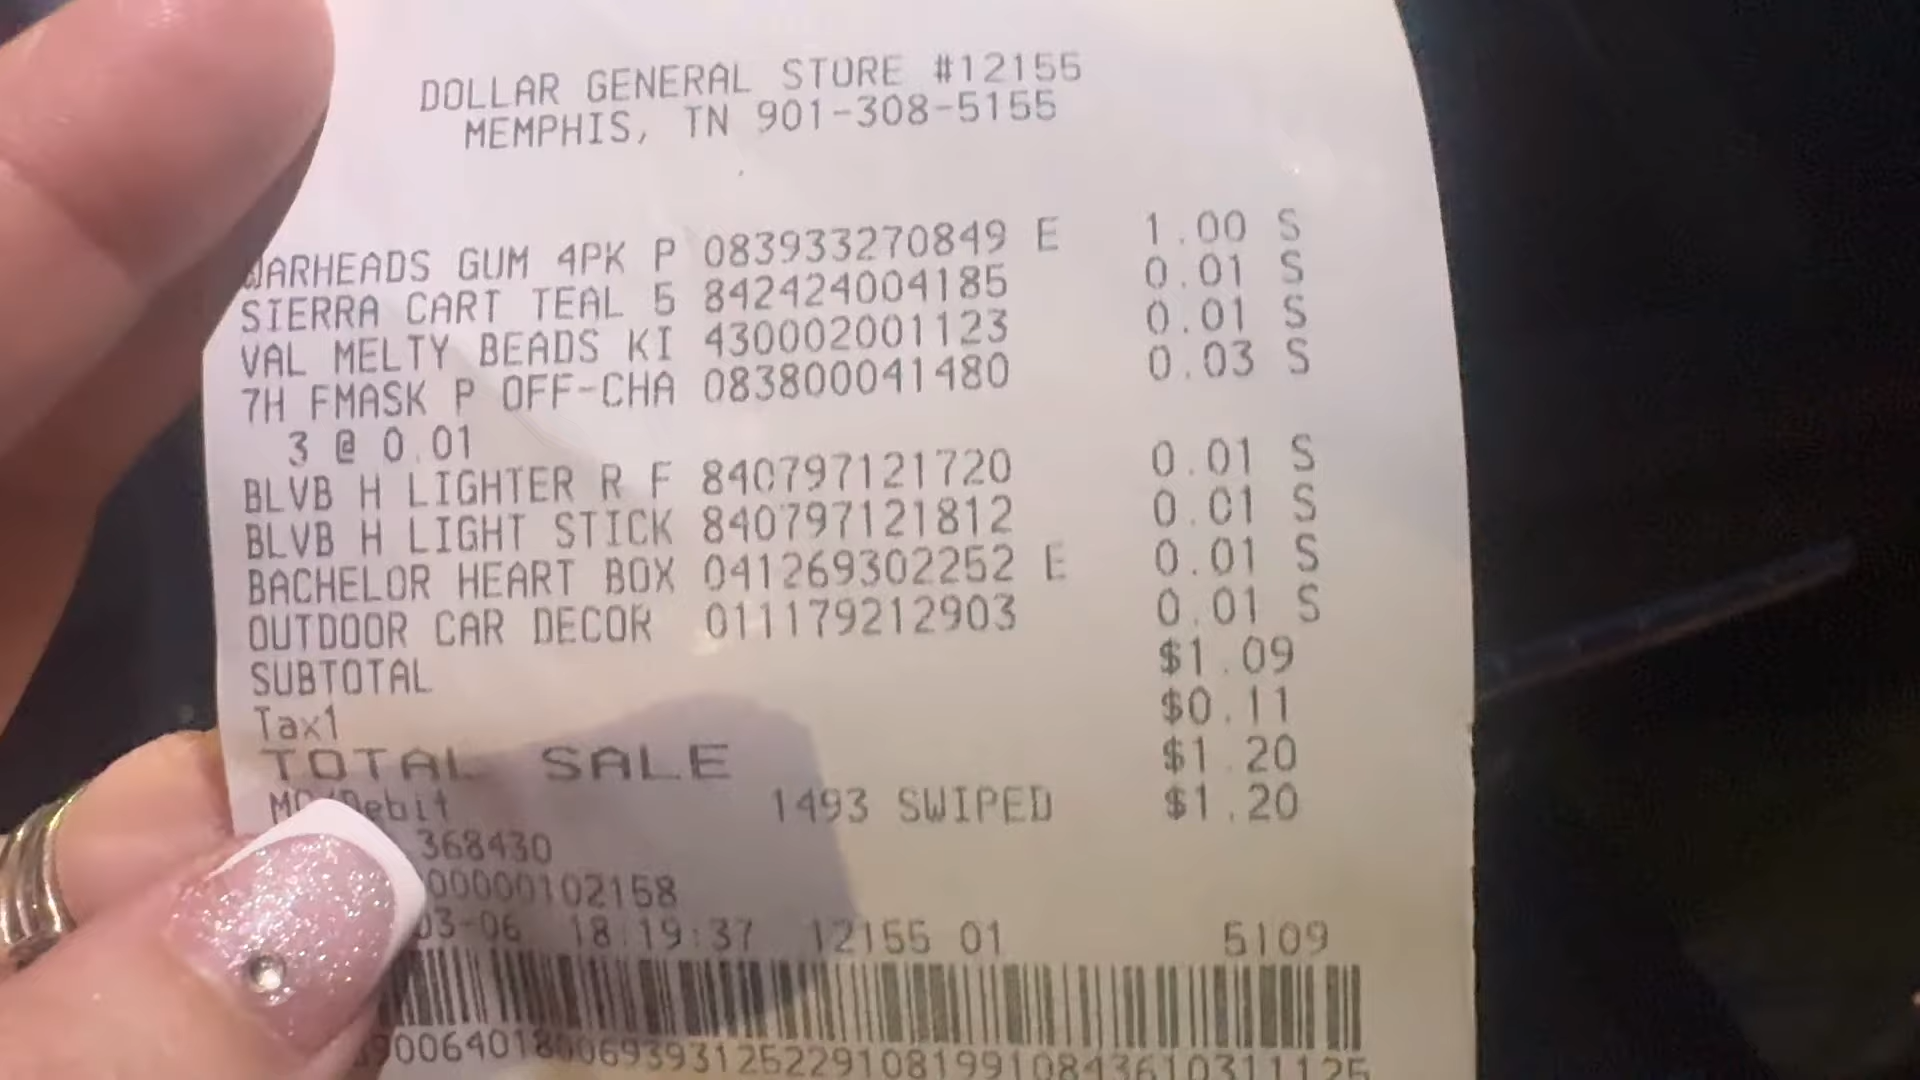 DOLLAR GENERAL STORE #12155
MEMPHIS, TN 901-308-5155
WARHEADS GUM 4PK P 083933270849 E 1.00 S
SIERRA CART TEAL 5 842424004185 0.01 S
VAL MELTY BEADS KI 430002001123 0.01 S
7H FMASK P OFF-CHA 083800041480 0.03 S
3 @ 0.01
BLVB H LIGHTER R F 840797121720 0.01 S
BLVB H LIGHT STICK 840797121812 0.01 S
BACHELOR HEART BOX 041269302252 E 0.01 S
OUTDOOR CAR DECOR 011179212903 0.01 S
SUBTOTAL $1.09
Tax1 $0.11
TOTAL SALE $1.20
Debit 1493 SWIPED $1.20
368430
00000102158
03-06 18:19:37 12155 01 5109